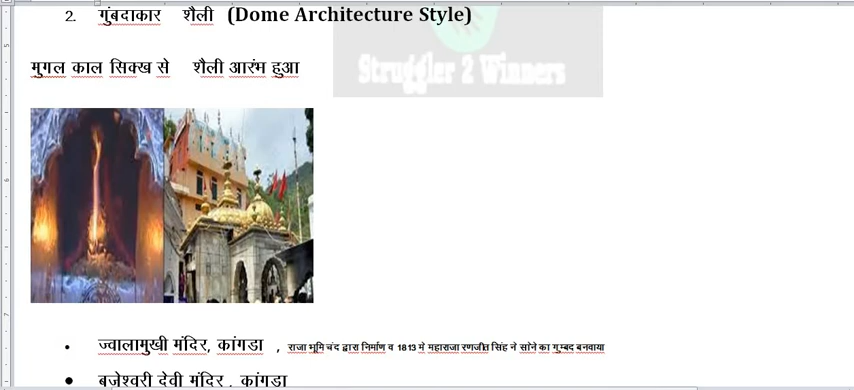 2. गुंबदाकार शैली (Dome Architecture Style)
Struggler 2 Winners
मुगल काल सिक्ख से शैली आरंभ हुआ
• ज्वालामुखी मंदिर, कांगडा , राजा भूमि चंद द्वारा निर्माण व 1813 मे महाराजा रणजीत सिंह ने सोने का गुम्बद बनवाया
• बज्रेश्वरी देवी मंदिर , कांगडा